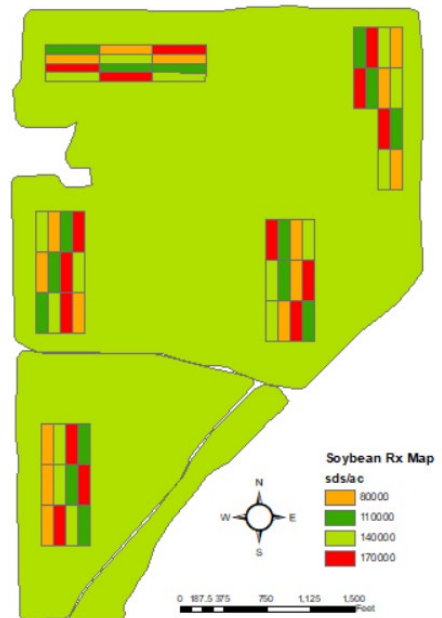 Soybean Rx Map
sds/ac
80000
110000
140000
170000
N
W E
S
0 187.5 375 750 1,125 1,500
Feet